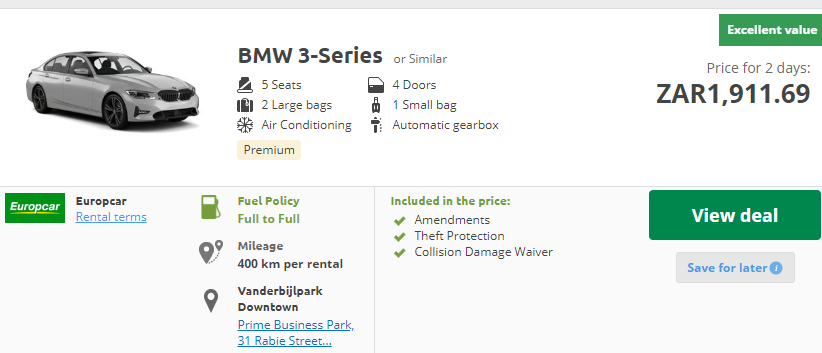 Excellent value
BMW 3-Series or Similar
5 Seats
4 Doors
2 Large bags
1 Small bag
Air Conditioning
Automatic gearbox
Premium
Price for 2 days:
ZAR1,911.69
Europcar
Europcar
Rental terms
Fuel Policy
Full to Full
Mileage
400 km per rental
Vanderbijlpark
Downtown
Prime Business Park,
31 Rabie Street...
Included in the price:
Amendments
Theft Protection
Collision Damage Waiver
View deal
Save for later i